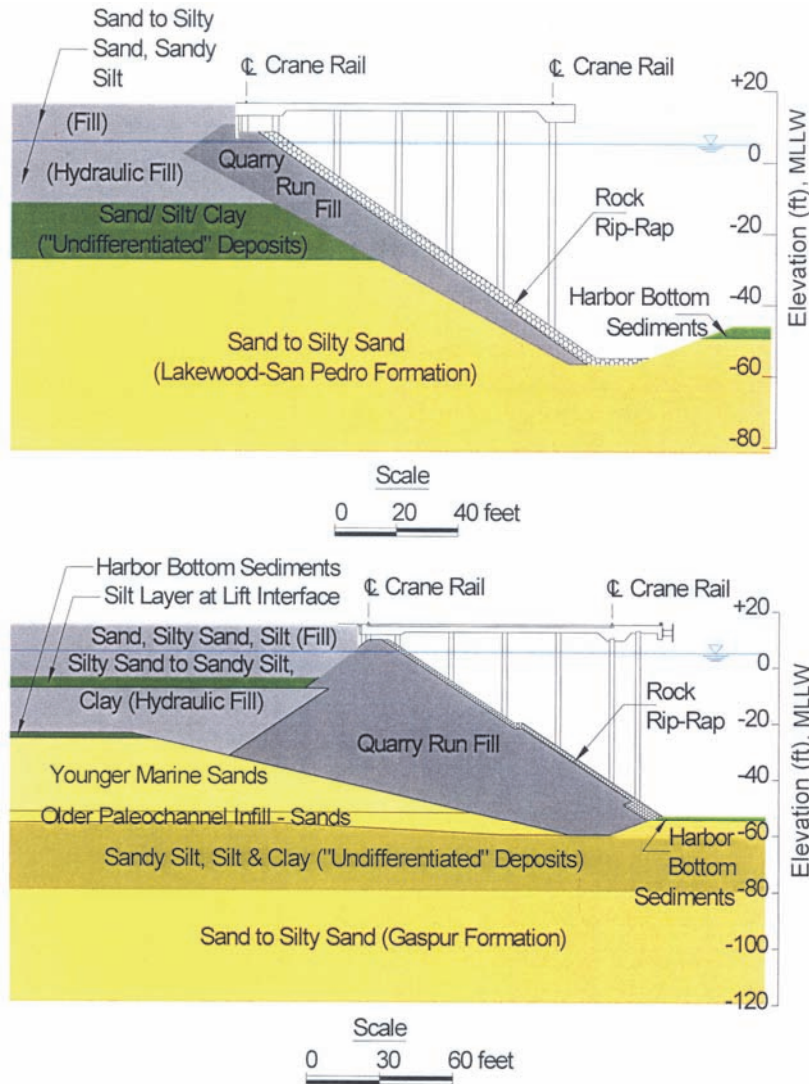 Sand to Silty
Sand, Sandy
Silt
℄ Crane Rail
℄ Crane Rail
+20
(Fill)
0
(Hydraulic Fill)
Quarry
Run
Fill
Sand/ Silt/ Clay
("Undifferentiated" Deposits)
Rock
Rip-Rap
-20
Harbor Bottom
Sediments
-40
Sand to Silty Sand
(Lakewood-San Pedro Formation)
-60
-80
Elevation (ft), MLLW
Scale
0 20 40 feet
Harbor Bottom Sediments
Silt Layer at Lift Interface
℄ Crane Rail
℄ Crane Rail
+20
Sand, Silty Sand, Silt (Fill)
Silty Sand to Sandy Silt,
0
Clay (Hydraulic Fill)
Rock
Rip-Rap
-20
Quarry Run Fill
Younger Marine Sands
-40
Older Paleochannel Infill - Sands
-60
Sandy Silt, Silt & Clay ("Undifferentiated" Deposits)
Harbor
Bottom
Sediments
-80
Sand to Silty Sand (Gaspur Formation)
-100
-120
Elevation (ft), MLLW
Scale
0 30 60 feet